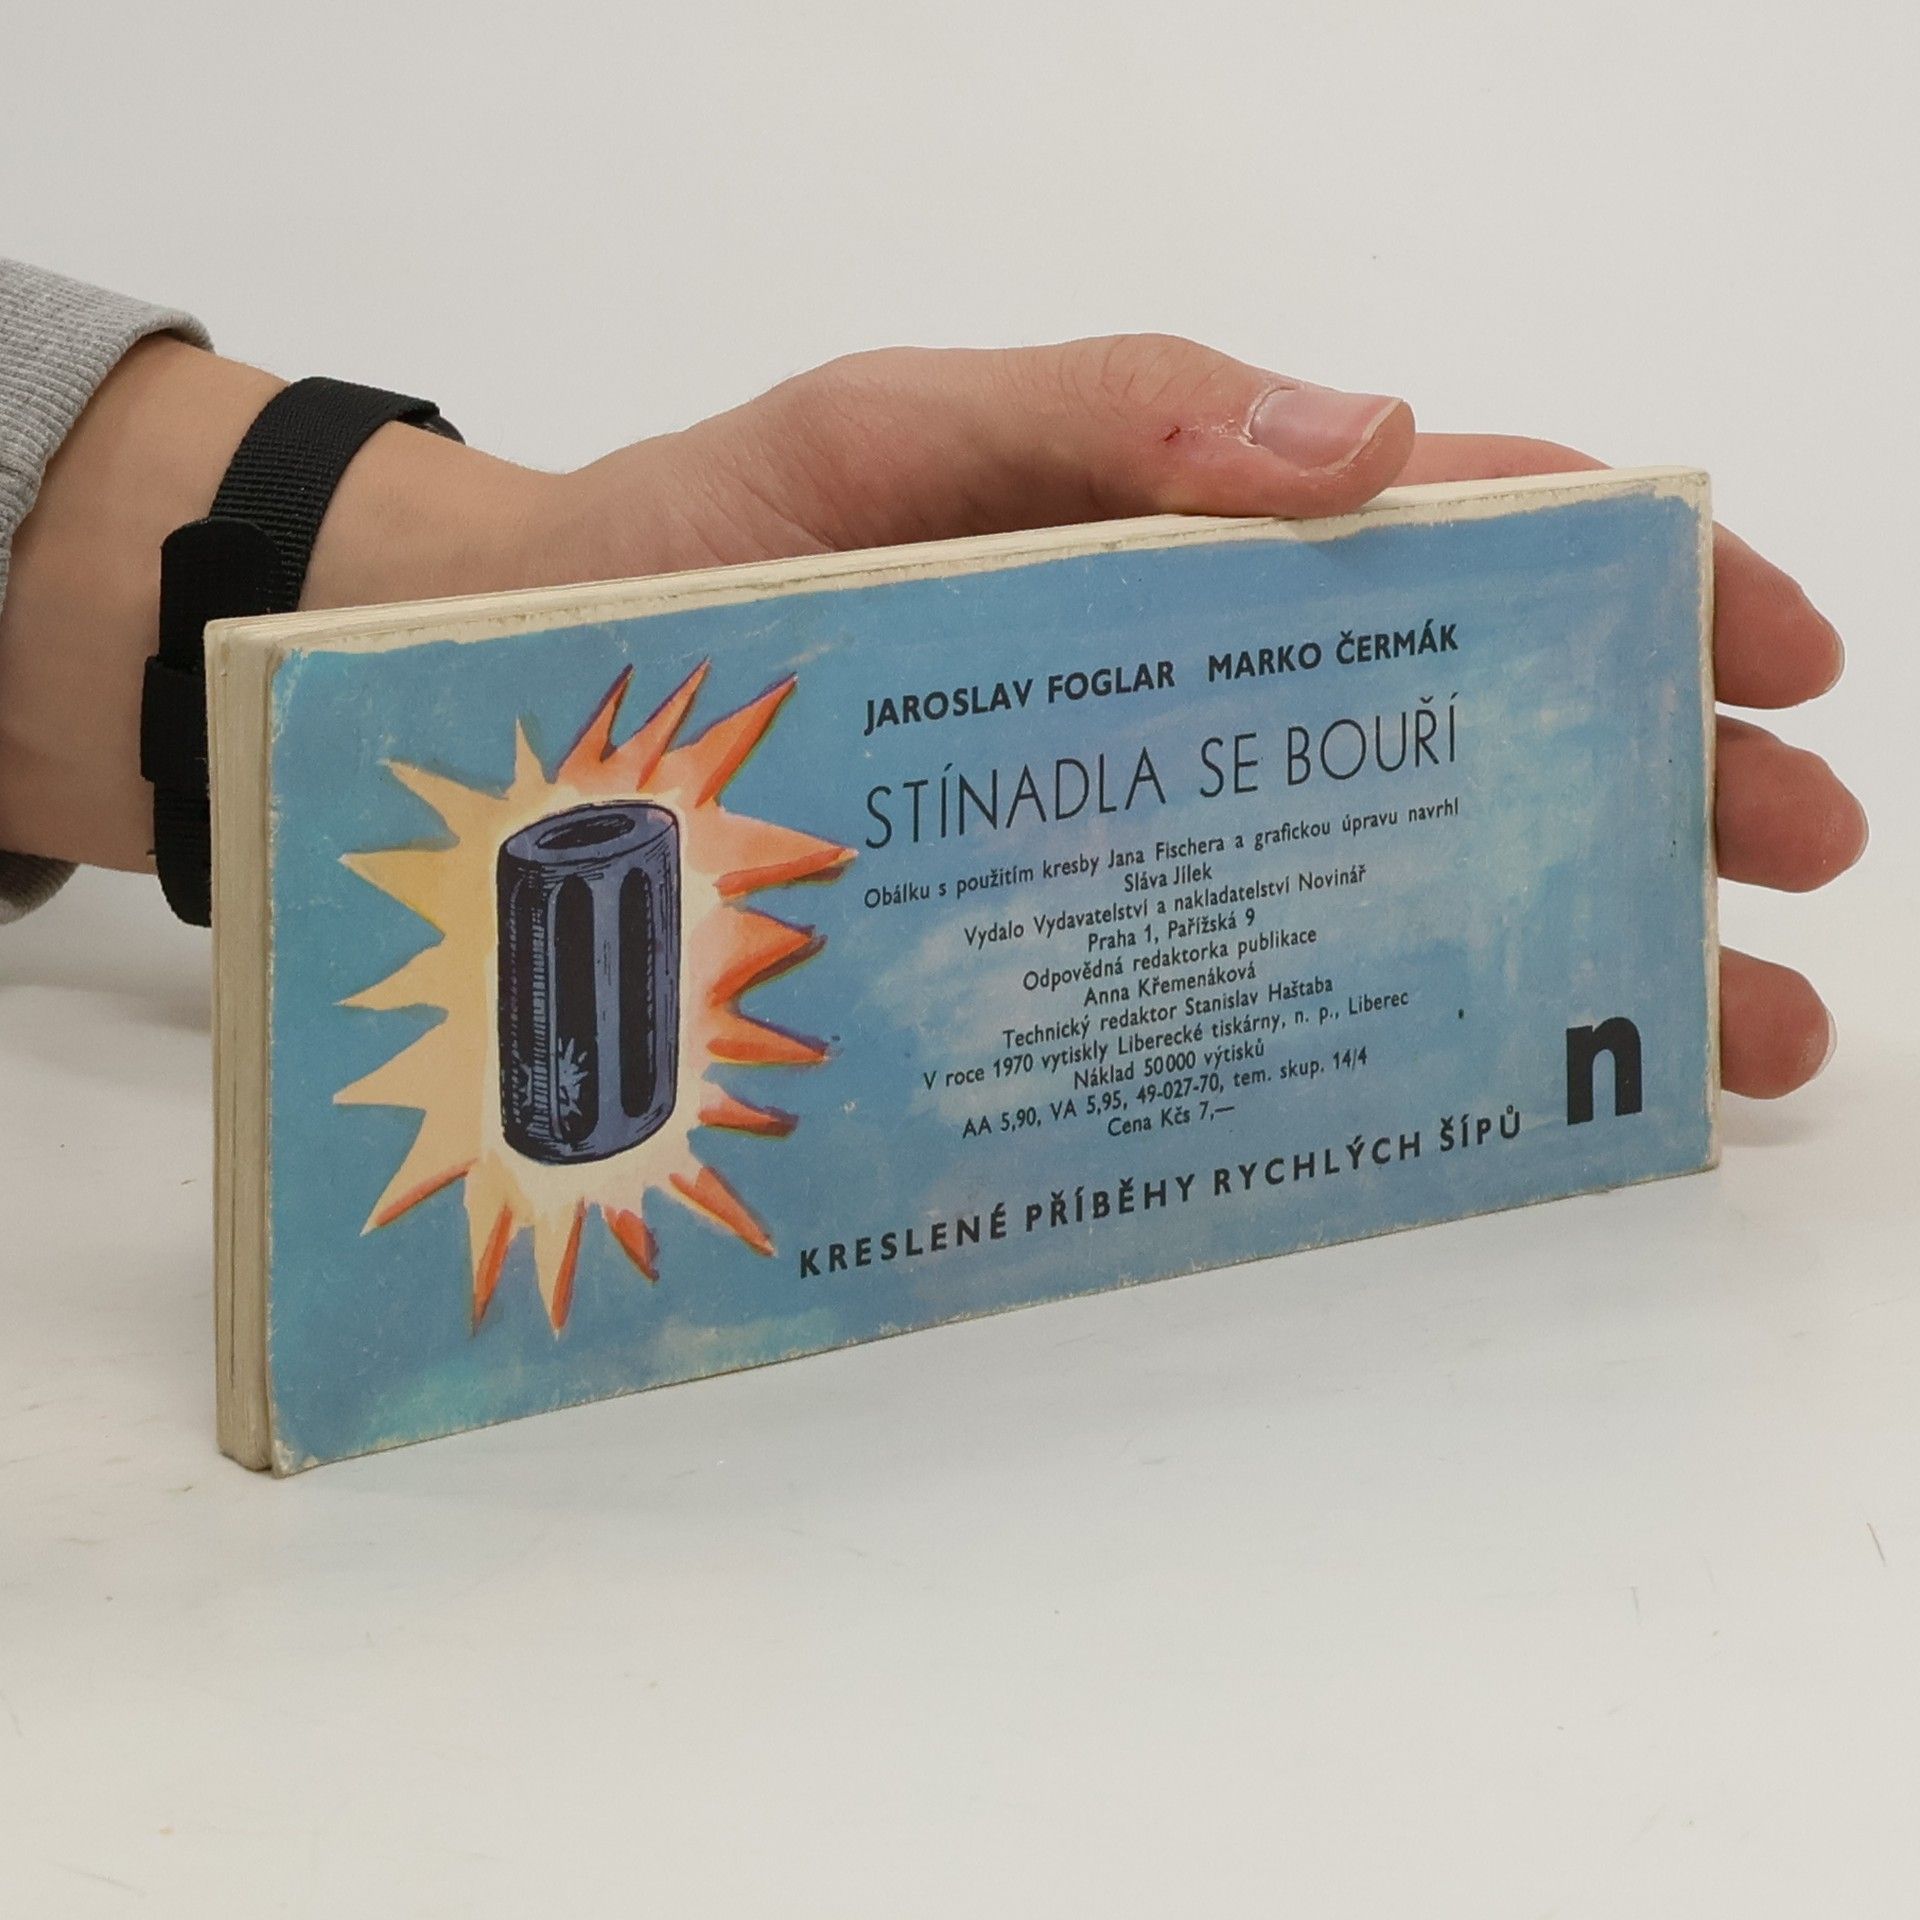 JAROSLAV FOGLAR MARKO ČERMÁK
STÍNADLA SE BOUŘÍ
Obálku s použitím kresby Jana Fischera a grafickou úpravu navrhl
Sláva Jílek
Vydalo Vydavatelství a nakladatelství Novinář
Praha 1, Pařížská 9
Odpovědná redaktorka publikace
Anna Křemenáková
Technický redaktor Stanislav Haštaba
V roce 1970 vytiskly Liberecké tiskárny, n. p., Liberec
Náklad 50 000 výtisků
AA 5,90, VA 5,95, 49-027-70, tem. skup. 14/4
Cena Kčs 7,—
KRESLENÉ PŘÍBĚHY RYCHLÝCH ŠÍPŮ
n